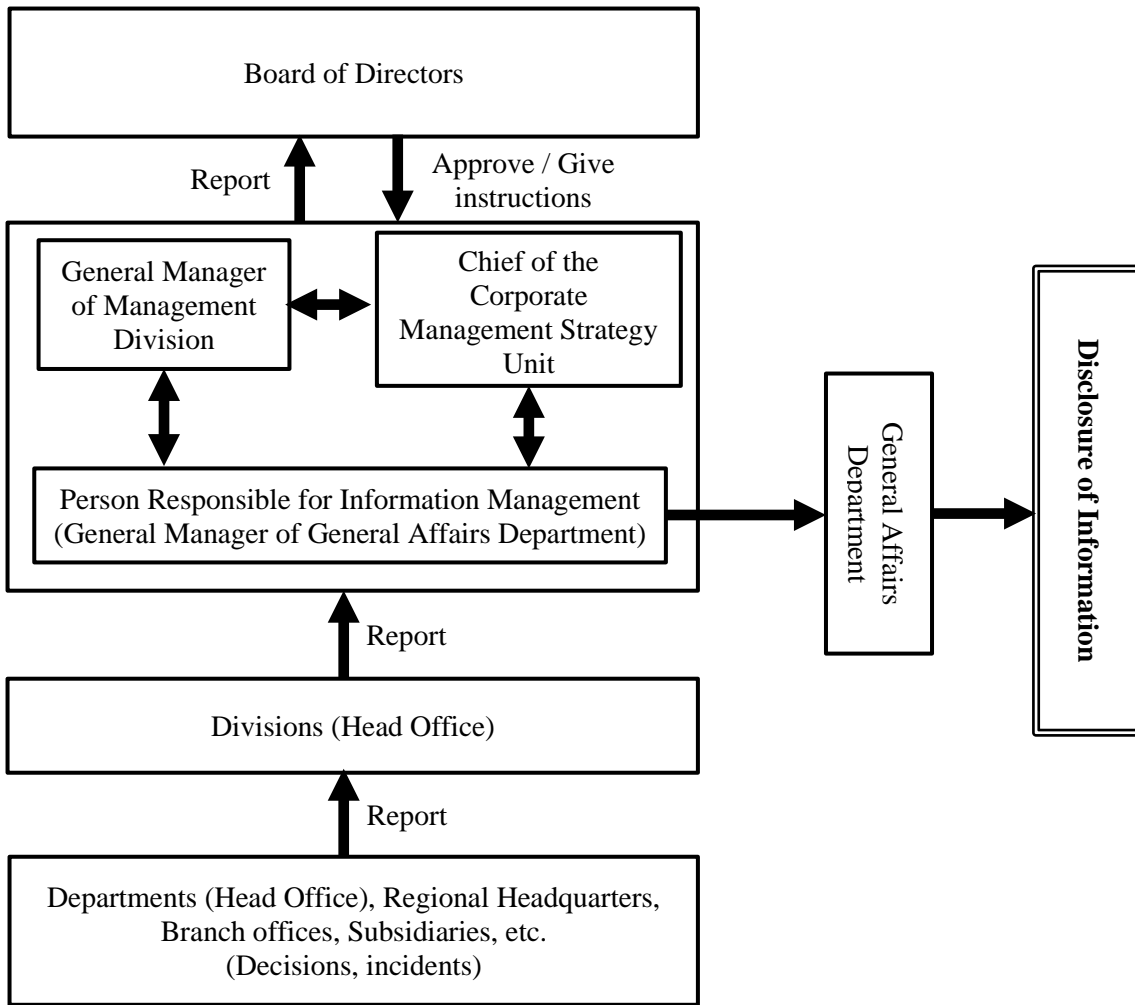 Board of Directors
Report
Approve / Give
instructions
General Manager
of Management
Division
Chief of the
Corporate
Management Strategy
Unit
Person Responsible for Information Management
(General Manager of General Affairs Department)
General Affairs
Department
Disclosure of Information
Report
Divisions (Head Office)
Report
Departments (Head Office), Regional Headquarters,
Branch offices, Subsidiaries, etc.
(Decisions, incidents)